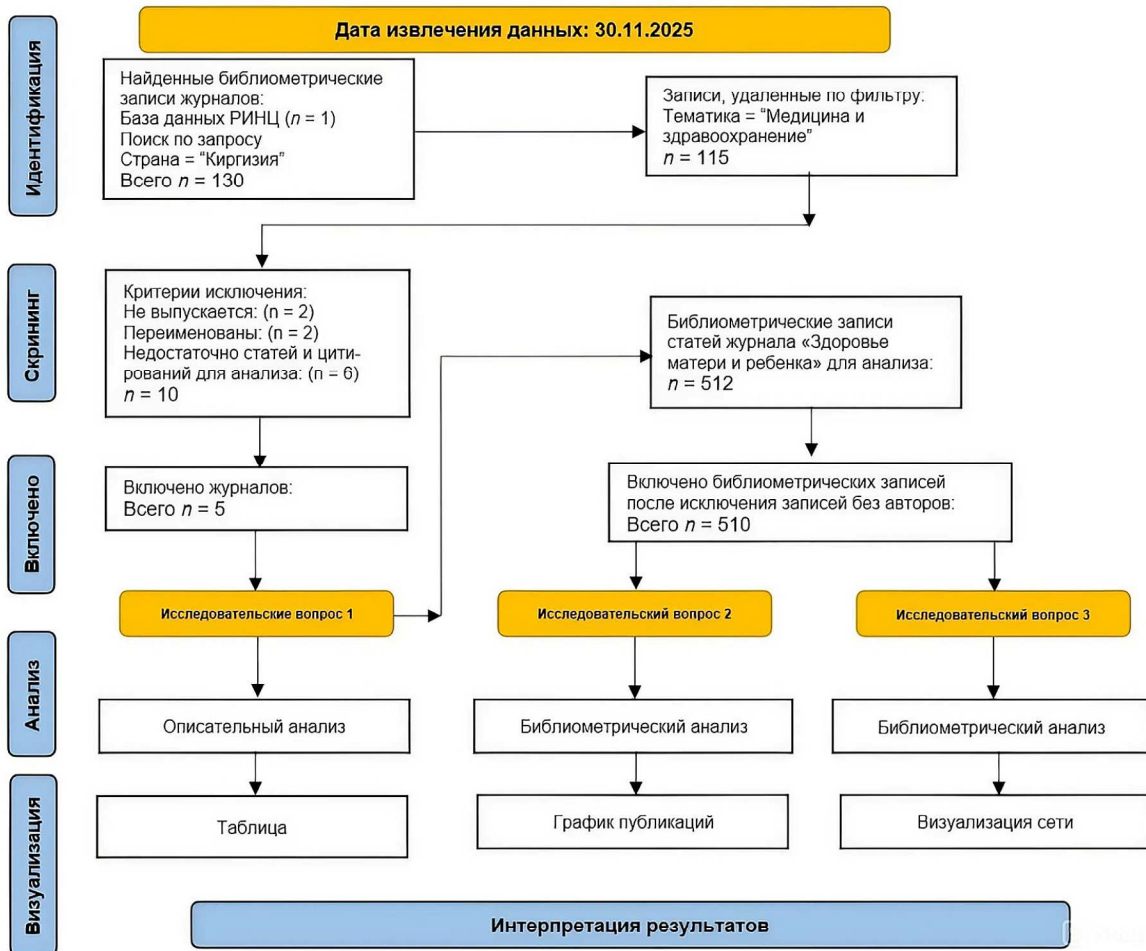 Дата извлечения данных: 30.11.2025
Идентификация
Найденные библиометрические
записи журналов:
База данных РИНЦ (n = 1)
Поиск по запросу
Страна = “Киргизия”
Всего n = 130
Записи, удаленные по фильтру:
Тематика = “Медицина и
здравоохранение”
n = 115
Скрининг
Критерии исключения:
Не выпускается: (n = 2)
Переименованы: (n = 2)
Недостаточно статей и цити-
рований для анализа: (n = 6)
n = 10
Библиометрические записи
статей журнала «Здоровье
матери и ребенка» для анализа:
n = 512
Включено
Включено журналов:
Всего n = 5
Включено библиометрических записей
после исключения записей без авторов:
Всего n = 510
Исследовательские вопрос 1
Исследовательский вопрос 2
Исследовательский вопрос 3
Анализ
Описательный анализ
Библиометрический анализ
Библиометрический анализ
Визуализация
Таблица
График публикаций
Визуализация сети
Интерпретация результатов